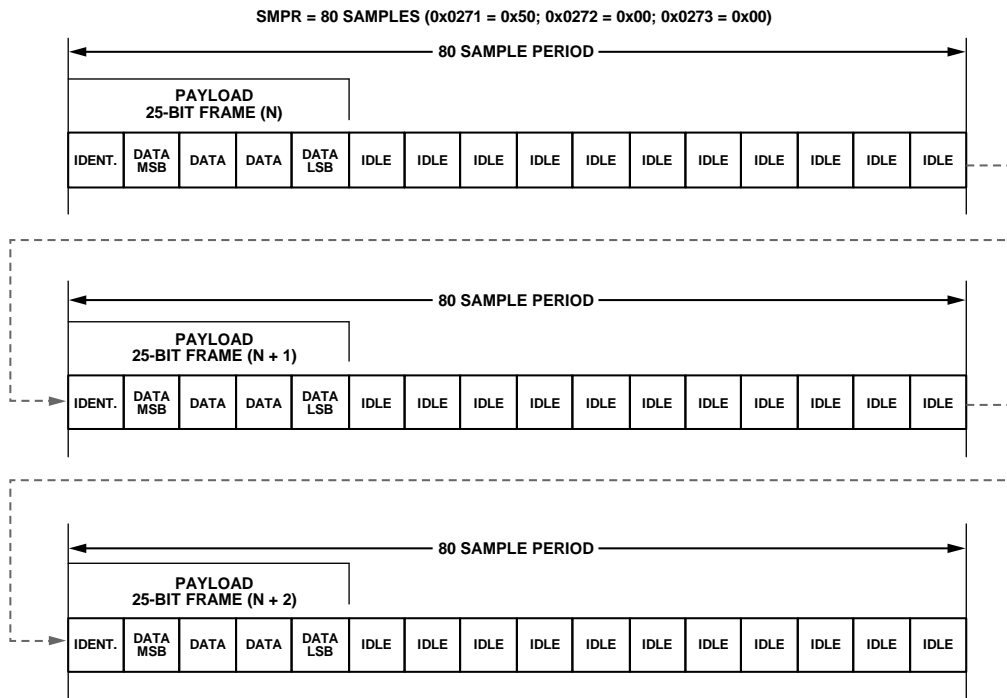 SMPR = 80 SAMPLES (0x0271 = 0x50; 0x0272 = 0x00; 0x0273 = 0x00)
80 SAMPLE PERIOD
PAYLOAD
25-BIT FRAME (N)
IDENT. DATA MSB DATA DATA DATA LSB IDLE IDLE IDLE IDLE IDLE IDLE IDLE IDLE IDLE IDLE IDLE
80 SAMPLE PERIOD
PAYLOAD
25-BIT FRAME (N + 1)
IDENT. DATA MSB DATA DATA DATA LSB IDLE IDLE IDLE IDLE IDLE IDLE IDLE IDLE IDLE IDLE IDLE
80 SAMPLE PERIOD
PAYLOAD
25-BIT FRAME (N + 2)
IDENT. DATA MSB DATA DATA DATA LSB IDLE IDLE IDLE IDLE IDLE IDLE IDLE IDLE IDLE IDLE IDLE